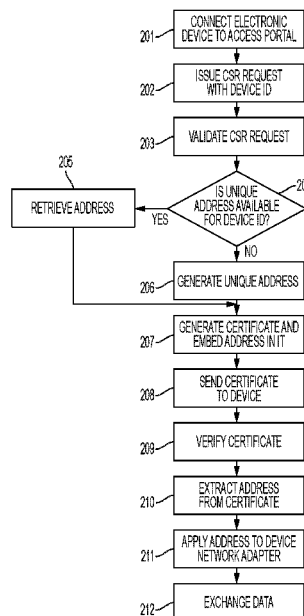 201
CONNECT ELECTRONIC
DEVICE TO ACCESS PORTAL
202
ISSUE CSR REQUEST
WITH DEVICE ID
203
VALIDATE CSR REQUEST
20
IS UNIQUE
ADDRESS AVAILABLE
FOR DEVICE ID?
YES
205
RETRIEVE ADDRESS
NO
206
GENERATE UNIQUE ADDRESS
207
GENERATE CERTIFICATE AND
EMBED ADDRESS IN IT
208
SEND CERTIFICATE
TO DEVICE
209
VERIFY CERTIFICATE
210
EXTRACT ADDRESS
FROM CERTIFICATE
211
APPLY ADDRESS TO DEVICE
NETWORK ADAPTER
212
EXCHANGE DATA